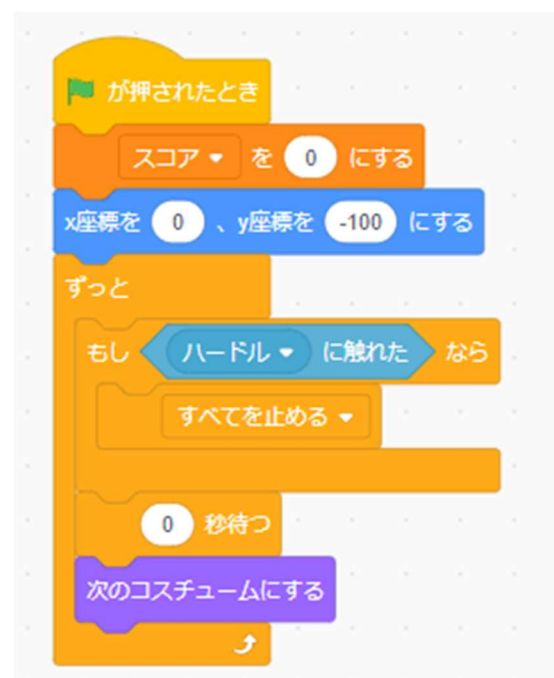 が押されたとき
スコア を 0 にする
x座標を 0 、y座標を -100 にする
ずっと
もし ハードル に触れた なら
すべてを止める
0 秒待つ
次のコスチュームにする